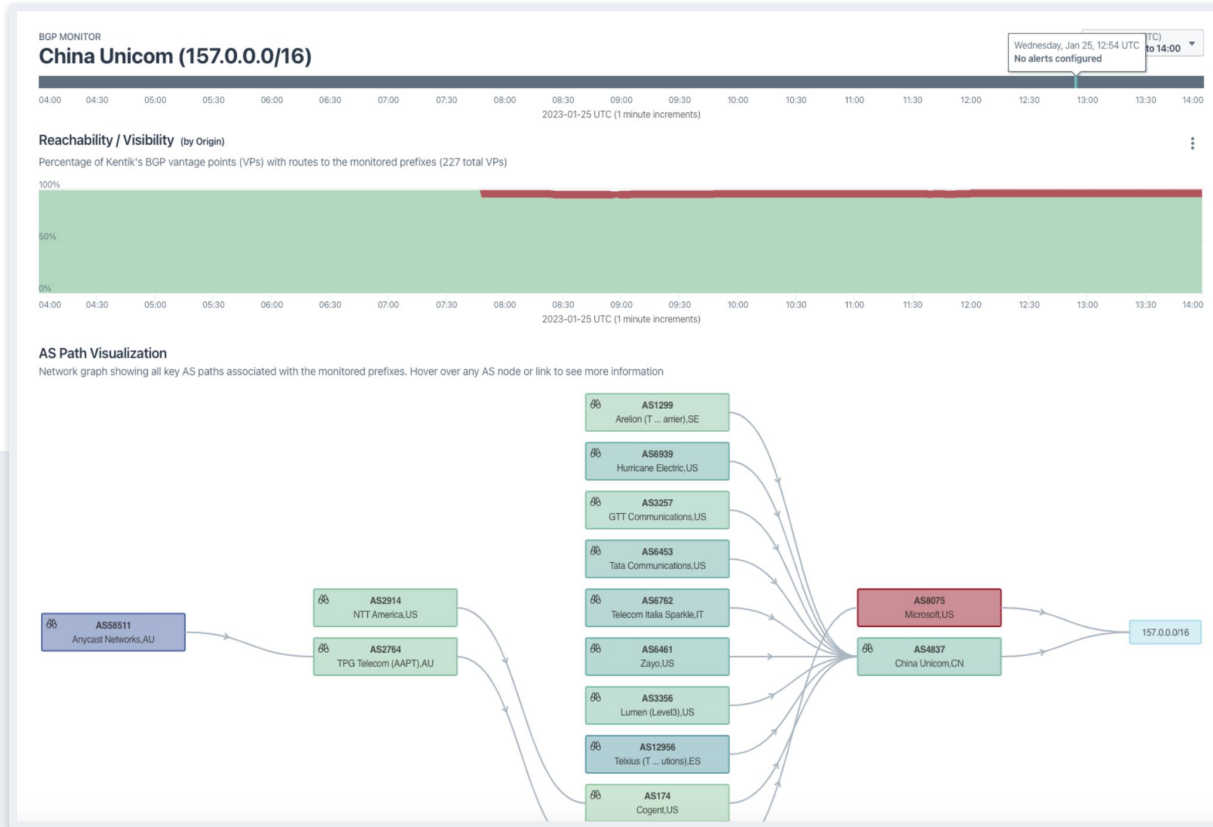 BGP MONITOR
China Unicom (157.0.0.0/16)
TC)
to 14:00
Wednesday, Jan 25, 12:54 UTC
No alerts configured
04:00 04:30 05:00 05:30 06:00 06:30 07:00 07:30 08:00 08:30 09:00 09:30 10:00 10:30 11:00 11:30 12:00 12:30 13:00 13:30 14:00
2023-01-25 UTC (1 minute increments)
Reachability / Visibility (by Origin)
Percentage of Kentik's BGP vantage points (VPs) with routes to the monitored prefixes (227 total VPs)
100%
50%
0%
04:00 04:30 05:00 05:30 06:00 06:30 07:00 07:30 08:00 08:30 09:00 09:30 10:00 10:30 11:00 11:30 12:00 12:30 13:00 13:30 14:00
2023-01-25 UTC (1 minute increments)
AS Path Visualization
Network graph showing all key AS paths associated with the monitored prefixes. Hover over any AS node or link to see more information
AS58511
Anycast Networks,AU
AS2914
NTT America,US
AS2764
TPG Telecom (AAPT),AU
AS1299
Arelion (T ... arrier),SE
AS6939
Hurricane Electric,US
AS3257
GTT Communications,US
AS6453
Tata Communications,US
AS6762
Telecom Italia Sparkle,IT
AS6461
Zayo,US
AS3356
Lumen (Level3),US
AS12956
Telxius (T ... utions),ES
AS174
Cogent,US
AS8075
Microsoft,US
AS4837
China Unicom,CN
157.0.0.0/16